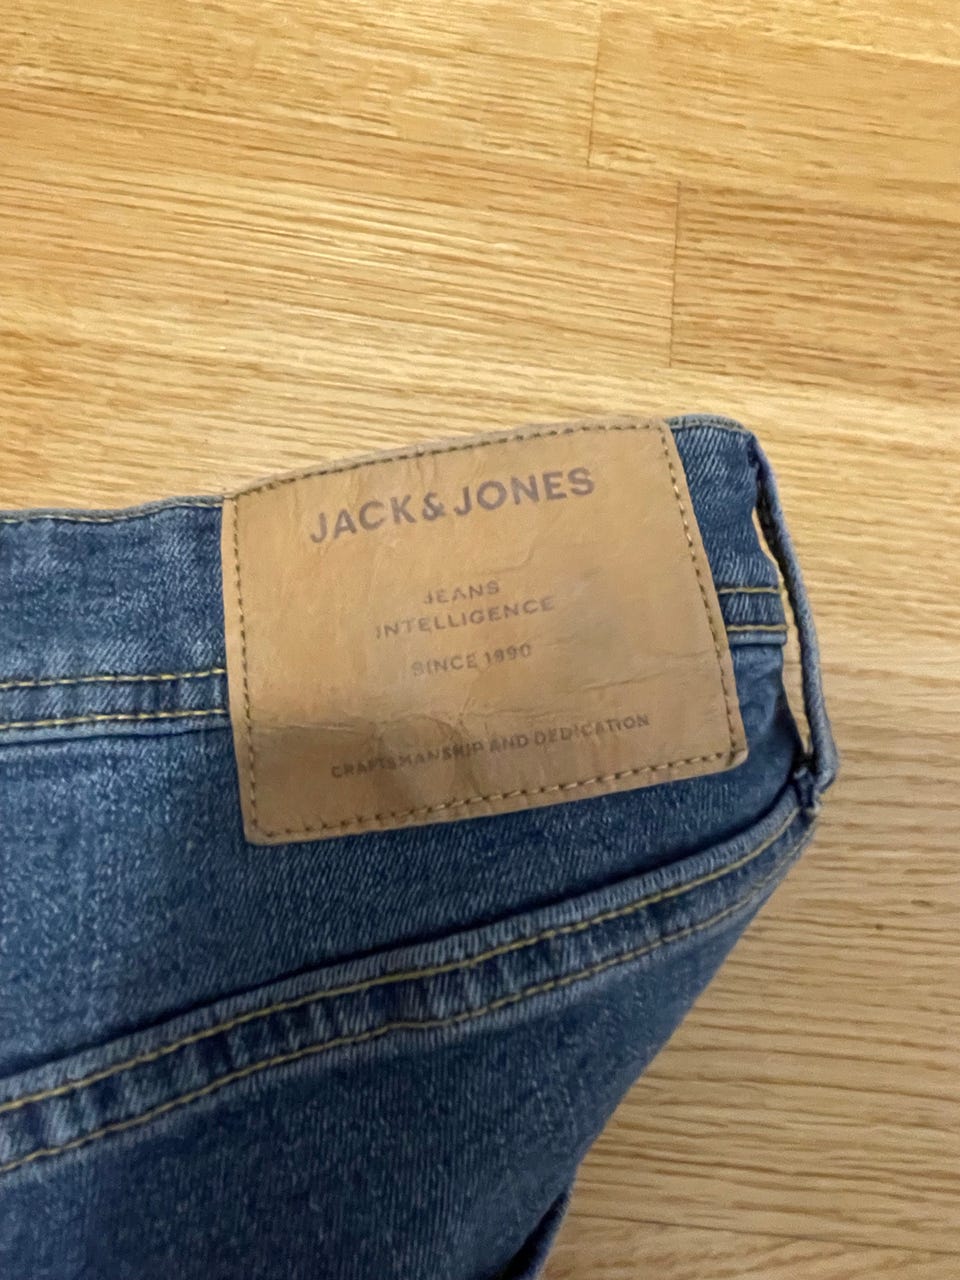 JACK & JONES
JEANS
INTELLIGENCE
SINCE 1990
CRAFTSMANSHIP AND DEDICATION